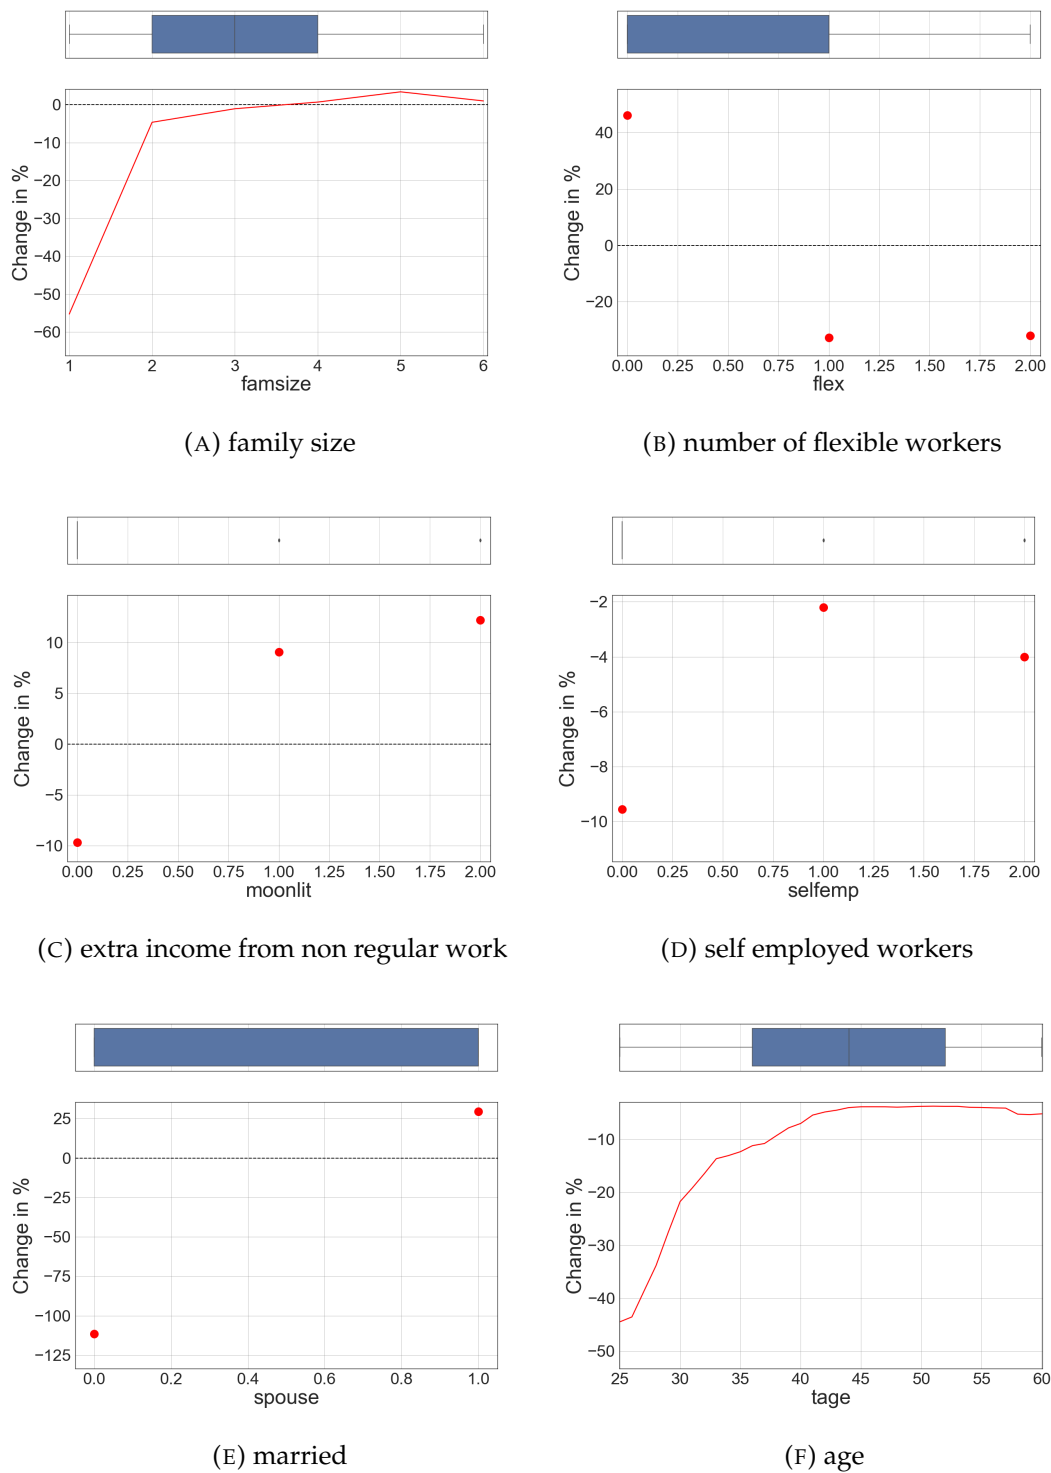 0
−10
−20
−30
−40
−50
−60
Change in %
1 2 3 4 5 6
famsize
(A) family size
40
20
0
−20
Change in %
0.00 0.25 0.50 0.75 1.00 1.25 1.50 1.75 2.00
flex
(B) number of flexible workers
10
5
0
−5
−10
Change in %
0.00 0.25 0.50 0.75 1.00 1.25 1.50 1.75 2.00
moonlit
(C) extra income from non regular work
−2
−4
−6
−8
−10
Change in %
0.00 0.25 0.50 0.75 1.00 1.25 1.50 1.75 2.00
selfemp
(D) self employed workers
25
0
−25
−50
−75
−100
−125
Change in %
0.0 0.2 0.4 0.6 0.8 1.0
spouse
(E) married
−10
−20
−30
−40
−50
Change in %
25 30 35 40 45 50 55 60
tage
(F) age